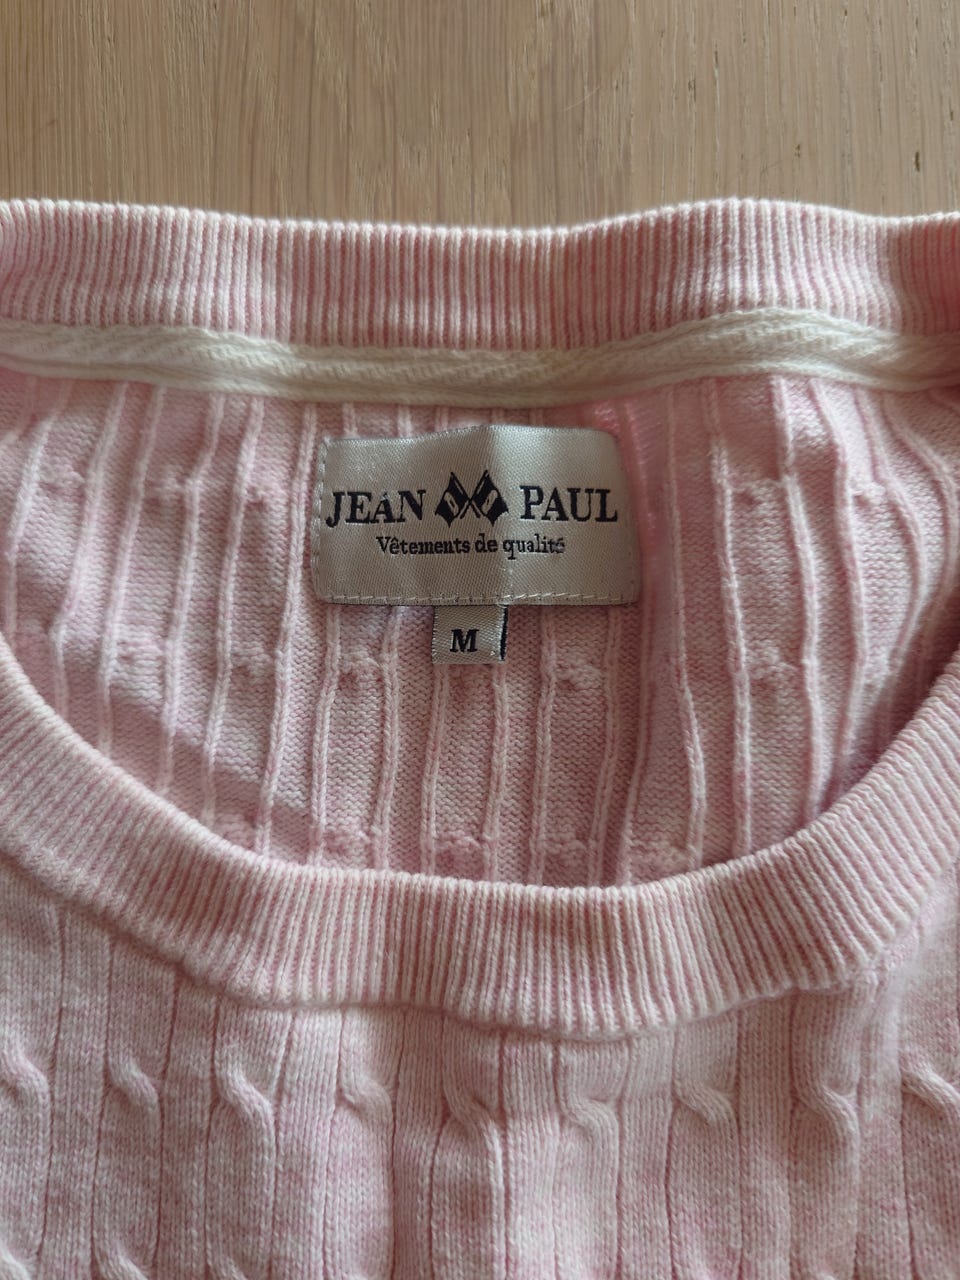 JEAN PAUL
Vêtements de qualité
M